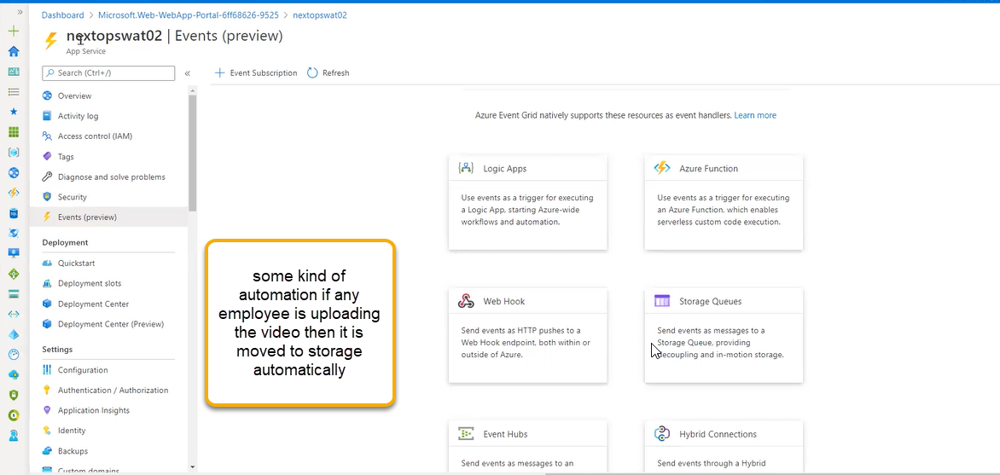 Dashboard > Microsoft.Web-WebApp-Portal-6ff68626-9525 > nextopswat02
nextopswat02 | Events (preview)
App Service
Search (Ctrl+/)
Overview
Activity log
Access control (IAM)
Tags
Diagnose and solve problems
Security
Events (preview)
Deployment
Quickstart
Deployment slots
Deployment Center
Deployment Center (Preview)
Settings
Configuration
Authentication / Authorization
Application Insights
Identity
Backups
Custom domains
Event Subscription
Refresh
Azure Event Grid natively supports these resources as event handlers. Learn more
Logic Apps
Use events as a trigger for executing
a Logic App, starting Azure-wide
workflows and automation.
Azure Function
Use events as a trigger for executing
an Azure Function, which enables
serverless custom code execution.
some kind of
automation if any
employee is uploading
the video then it is
moved to storage
automatically
Web Hook
Send events as HTTP pushes to a
Web Hook endpoint, both within or
outside of Azure.
Storage Queues
Send events as messages to a
Storage Queue, providing
decoupling and in-motion storage.
Event Hubs
Send events as messages to an
Hybrid Connections
Send events through a Hybrid